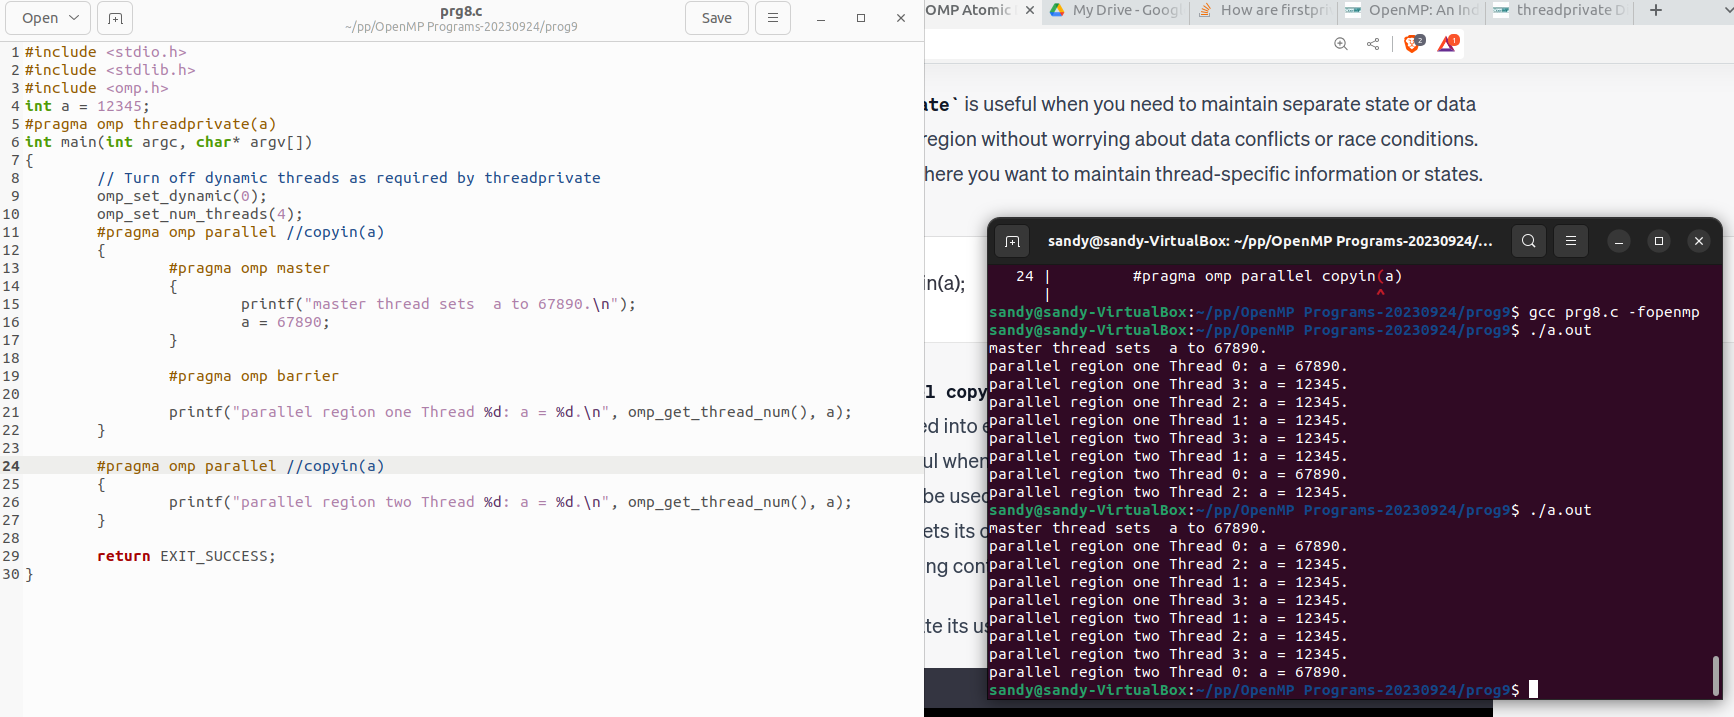 Open
prg8.c
~/pp/OpenMP Programs-20230924/prog9
Save
1 #include <stdio.h>
2 #include <stdlib.h>
3 #include <omp.h>
4 int a = 12345;
5 #pragma omp threadprivate(a)
6 int main(int argc, char* argv[])
7 {
8 // Turn off dynamic threads as required by threadprivate
9 omp_set_dynamic(0);
10 omp_set_num_threads(4);
11 #pragma omp parallel //copyin(a)
12 {
13 #pragma omp master
14 {
15 printf("master thread sets  a to 67890.\n");
16 a = 67890;
17 }
18
19 #pragma omp barrier
20
21 printf("parallel region one Thread %d: a = %d.\n", omp_get_thread_num(), a);
22 }
23
24 #pragma omp parallel //copyin(a)
25 {
26 printf("parallel region two Thread %d: a = %d.\n", omp_get_thread_num(), a);
27 }
28
29 return EXIT_SUCCESS;
30 }
OMP Atomic
My Drive - Goog
How are firstpri
OpenMP: An Ind
threadprivate D
2
1
ate` is useful when you need to maintain separate state or data
region without worrying about data conflicts or race conditions.
here you want to maintain thread-specific information or states.
in(a);
l copy
ed into e
ul when
be used
ets its c
ng con
te its us
sandy@sandy-VirtualBox: ~/pp/OpenMP Programs-20230924/...
24 | #pragma omp parallel copyin(a)
| ^
sandy@sandy-VirtualBox:~/pp/OpenMP Programs-20230924/prog9$ gcc prg8.c -fopenmp
sandy@sandy-VirtualBox:~/pp/OpenMP Programs-20230924/prog9$ ./a.out
master thread sets  a to 67890.
parallel region one Thread 0: a = 67890.
parallel region one Thread 3: a = 12345.
parallel region one Thread 2: a = 12345.
parallel region one Thread 1: a = 12345.
parallel region two Thread 3: a = 12345.
parallel region two Thread 1: a = 12345.
parallel region two Thread 0: a = 67890.
parallel region two Thread 2: a = 12345.
sandy@sandy-VirtualBox:~/pp/OpenMP Programs-20230924/prog9$ ./a.out
master thread sets  a to 67890.
parallel region one Thread 0: a = 67890.
parallel region one Thread 2: a = 12345.
parallel region one Thread 1: a = 12345.
parallel region one Thread 3: a = 12345.
parallel region two Thread 1: a = 12345.
parallel region two Thread 2: a = 12345.
parallel region two Thread 3: a = 12345.
parallel region two Thread 0: a = 67890.
sandy@sandy-VirtualBox:~/pp/OpenMP Programs-20230924/prog9$